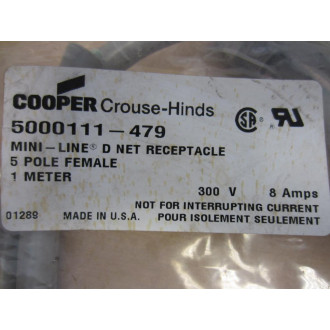 COOPER Crouse-Hinds
5000111-479
MINI-LINE® D NET RECEPTACLE
5 POLE FEMALE
1 METER
300 V 8 Amps
NOT FOR INTERRUPTING CURRENT
01289 MADE IN U.S.A. POUR ISOLEMENT SEULEMENT